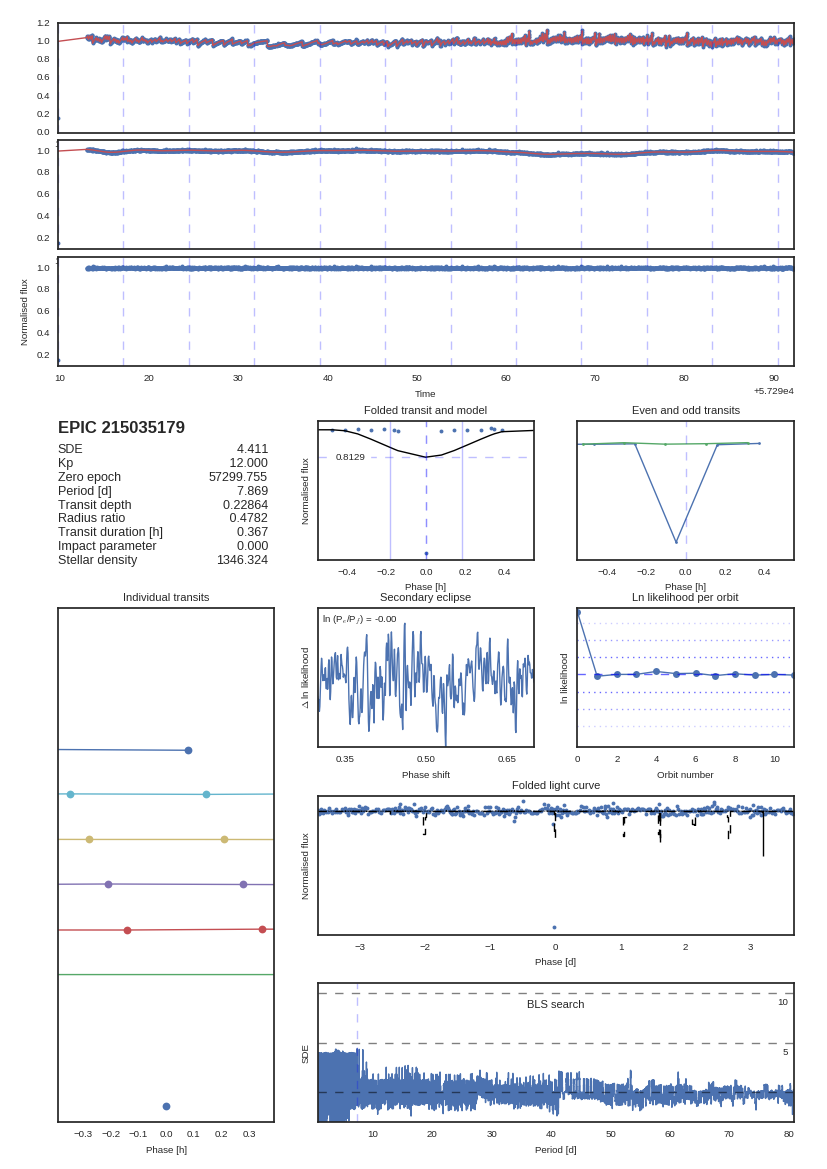 1.2
1.0
0.8
0.6
0.4
0.2
0.0
1.0
0.8
0.6
0.4
0.2
1.0
0.8
0.6
0.4
0.2
Normalised flux
10 20 30 40 50 60 70 80 90
Time
+5.729e4
EPIC 215035179
SDE 4.411
Kp 12.000
Zero epoch 57299.755
Period [d] 7.869
Transit depth 0.22864
Radius ratio 0.4782
Transit duration [h] 0.367
Impact parameter 0.000
Stellar density 1346.324
Folded transit and model
Normalised flux
0.8129
−0.4 −0.2 0.0 0.2 0.4
Phase [h]
Even and odd transits
−0.4 −0.2 0.0 0.2 0.4
Phase [h]
Individual transits
−0.3 −0.2 −0.1 0.0 0.1 0.2 0.3
Phase [h]
Secondary eclipse
Δ ln likelihood
0.35 0.50 0.65
Phase shift
Ln likelihood per orbit
ln likelihood
0 2 4 6 8 10
Orbit number
Folded light curve
Normalised flux
−3 −2 −1 0 1 2 3
Phase [d]
BLS search
SDE
10
5
10 20 30 40 50 60 70 80
Period [d]